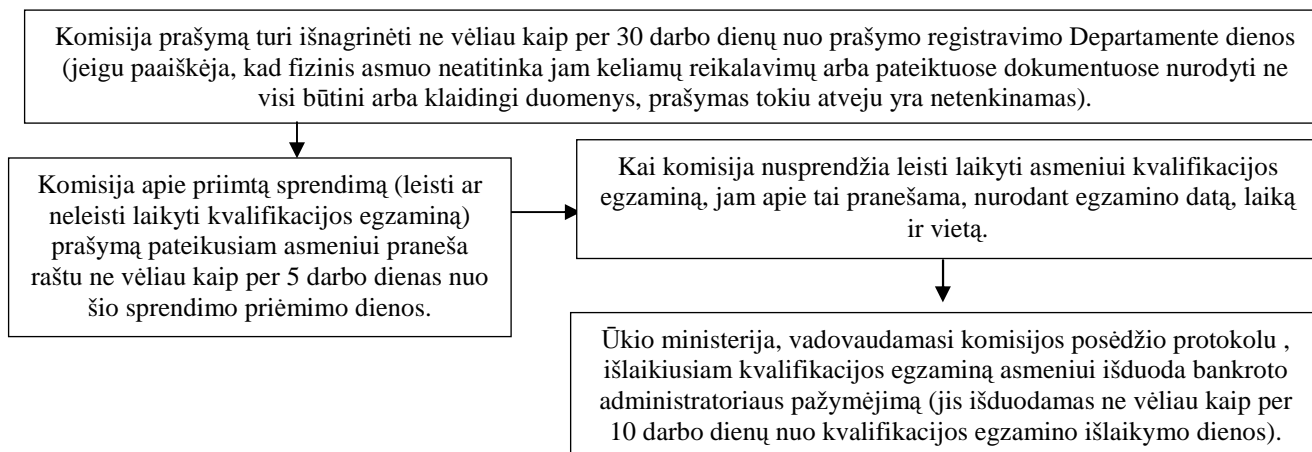 Komisija prašymą turi išnagrinėti ne vėliau kaip per 30 darbo dienų nuo prašymo registravimo Departamente dienos
(jeigu paaiškėja, kad fizinis asmuo neatitinka jam keliamų reikalavimų arba pateiktuose dokumentuose nurodyti ne
visi būtini arba klaidingi duomenys, prašymas tokiu atveju yra netenkinamas).
Komisija apie priimtą sprendimą (leisti ar
neleisti laikyti kvalifikacijos egzaminą)
prašymą pateikusiam asmeniui praneša
raštu ne vėliau kaip per 5 darbo dienas nuo
šio sprendimo priėmimo dienos.
Kai komisija nusprendžia leisti laikyti asmeniui kvalifikacijos
egzaminą, jam apie tai pranešama, nurodant egzamino datą, laiką
ir vietą.
Ūkio ministerija, vadovaudamasi komisijos posėdžio protokolu ,
išlaikiusiam kvalifikacijos egzaminą asmeniui išduoda bankroto
administratoriaus pažymėjimą (jis išduodamas ne vėliau kaip per
10 darbo dienų nuo kvalifikacijos egzamino išlaikymo dienos).